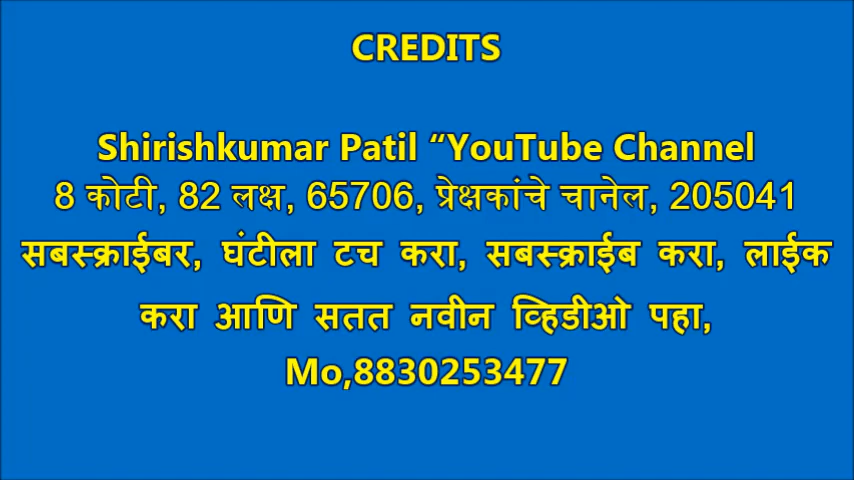 CREDITS
Shirishkumar Patil “YouTube Channel
8 कोटी, 82 लक्ष, 65706, प्रेक्षकांचे चानेल, 205041
सबस्क्राईबर, घंटीला टच करा, सबस्क्राईब करा, लाईक
करा आणि सतत नवीन व्हिडीओ पहा,
Mo,8830253477